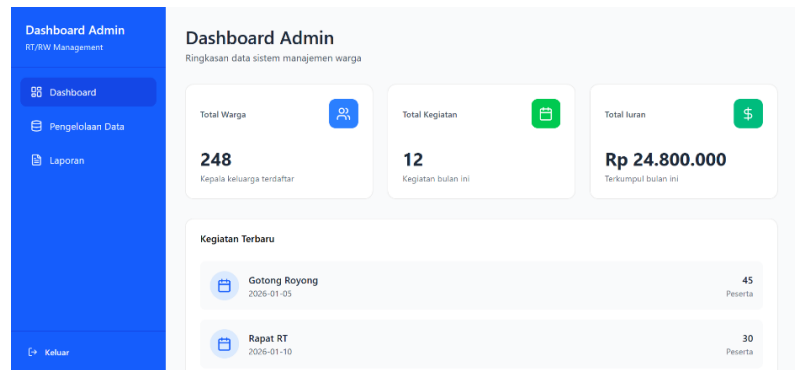 Dashboard Admin
RT/RW Management
Dashboard
Pengelolaan Data
Laporan
Keluar
Dashboard Admin
Ringkasan data sistem manajemen warga
Total Warga
248
Kepala keluarga terdaftar
Total Kegiatan
12
Kegiatan bulan ini
Total Iuran
Rp 24.800.000
Terkumpul bulan ini
Kegiatan Terbaru
Gotong Royong
2026-01-05
45
Peserta
Rapat RT
2026-01-10
30
Peserta